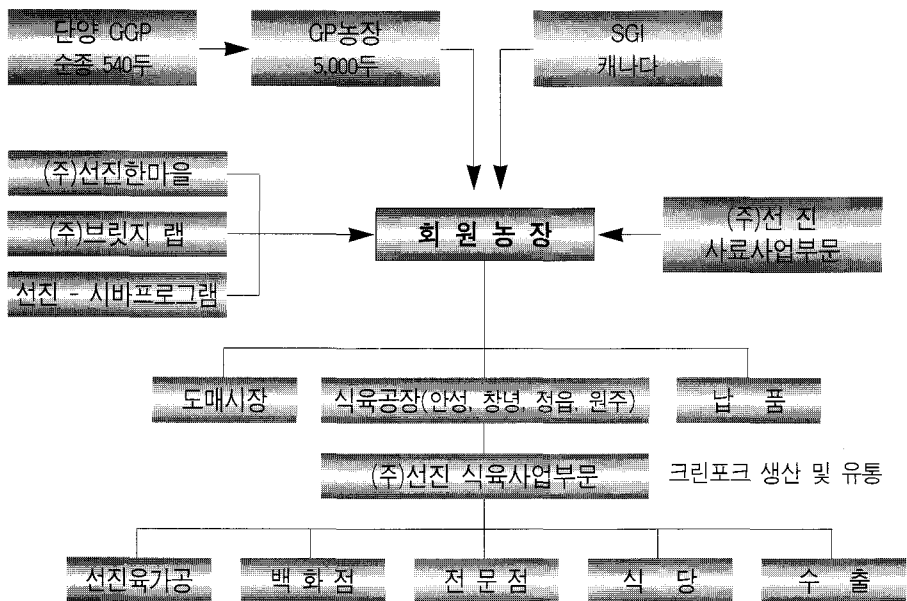 단양 GGP
순종 540두
GP농장
5,000두
SGI
캐나다
(주)선진한마을
(주)브릿지 랩
선진 - 시바프로그램
회 원 농 장
(주)선 진
사료사업부문
도매시장
식육공장(안성, 창녕, 정읍, 원주)
납 품
(주)선진 식육사업부문
크린포크 생산 및 유통
선진육가공
백 화 점
전 문 점
식 당
수 출